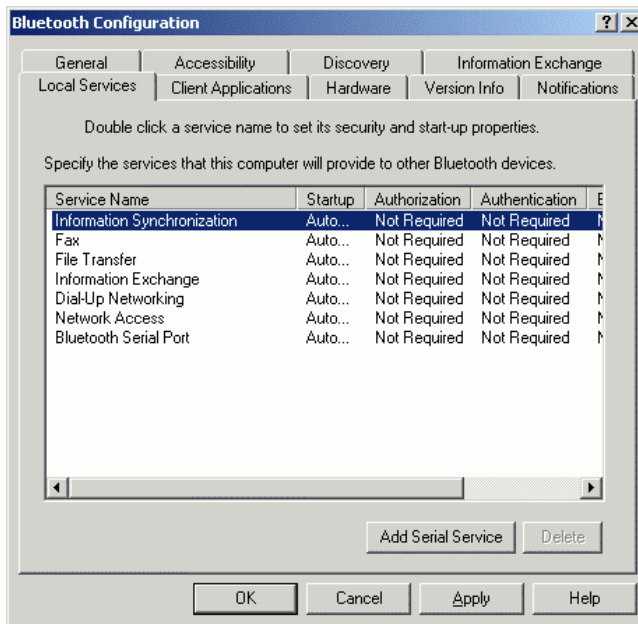 Bluetooth Configuration
General Accessibility Discovery Information Exchange
Local Services Client Applications Hardware Version Info Notifications
Double click a service name to set its security and start-up properties.
Specify the services that this computer will provide to other Bluetooth devices.
Service Name Startup Authorization Authentication E
Information Synchronization Auto... Not Required Not Required N
Fax Auto... Not Required Not Required N
File Transfer Auto... Not Required Not Required N
Information Exchange Auto... Not Required Not Required N
Dial-Up Networking Auto... Not Required Not Required N
Network Access Auto... Not Required Not Required N
Bluetooth Serial Port Auto... Not Required Not Required N
Add Serial Service Delete
OK Cancel Apply Help